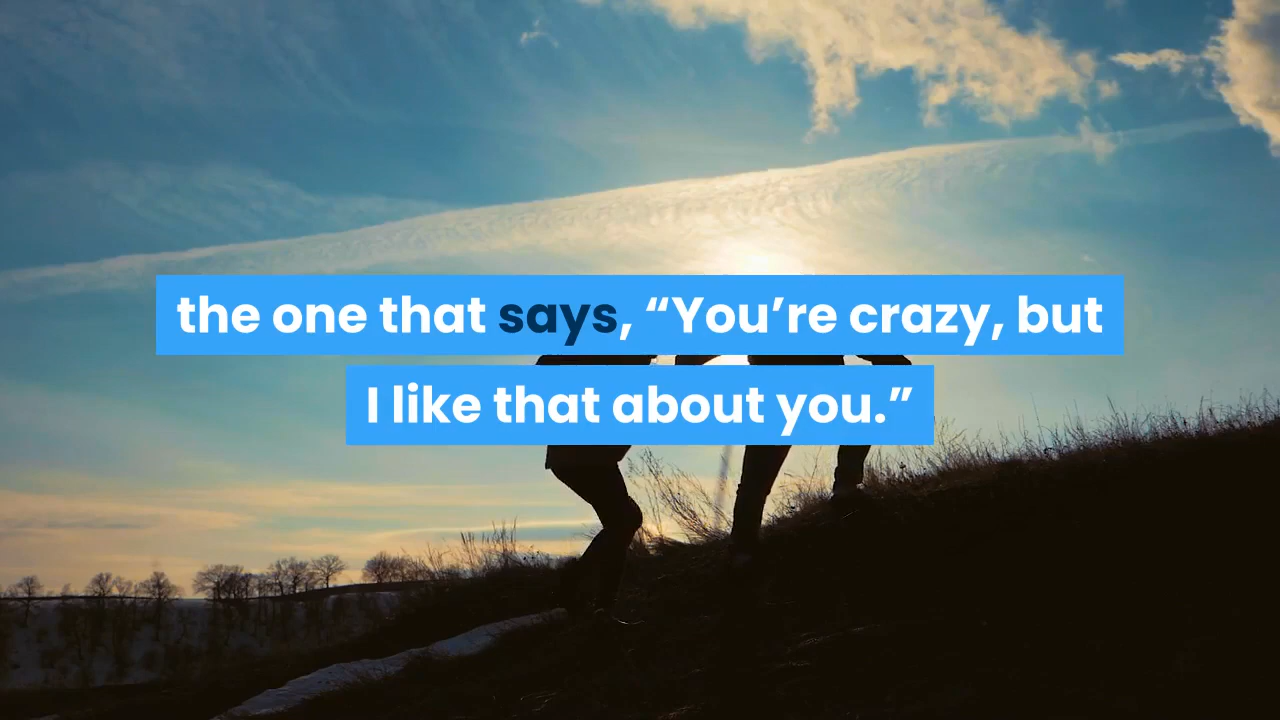 the one that says, “You’re crazy, but
I like that about you.”